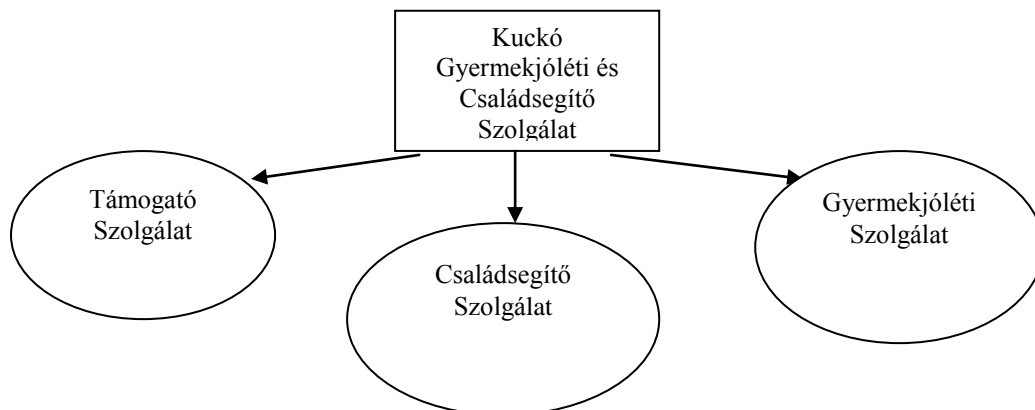 Kuckó
Gyermekjóléti és
Családsegítő
Szolgálat
Támogató
Szolgálat
Családsegítő
Szolgálat
Gyermekjóléti
Szolgálat